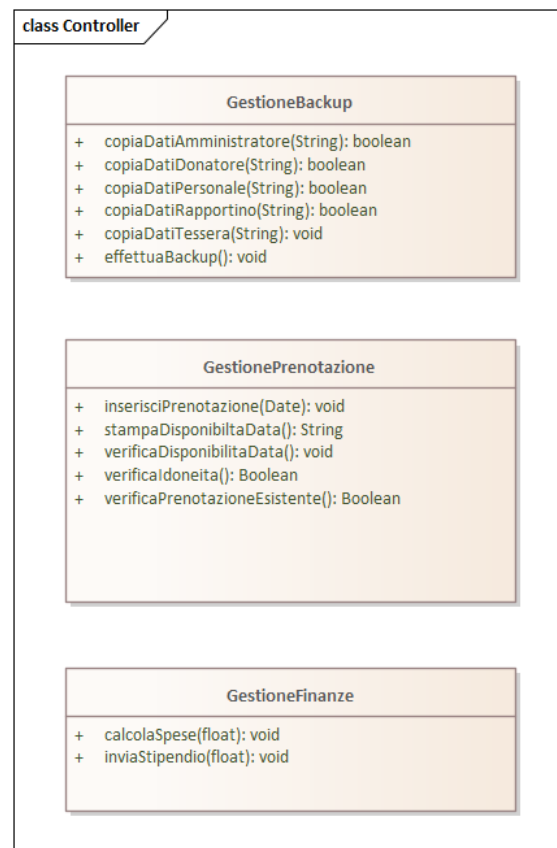 class Controller
GestioneBackup
+ copiaDatiAmministratore(String): boolean
+ copiaDatiDonatore(String): boolean
+ copiaDatiPersonale(String): boolean
+ copiaDatiRapportino(String): boolean
+ copiaDatiTessera(String): void
+ effettuaBackup(): void
GestionePrenotazione
+ inserisciPrenotazione(Date): void
+ stampaDisponibiltaData(): String
+ verificaDisponibilitaData(): void
+ verificaIdoneita(): Boolean
+ verificaPrenotazioneEsistente(): Boolean
GestioneFinanze
+ calcolaSpese(float): void
+ inviaStipendio(float): void